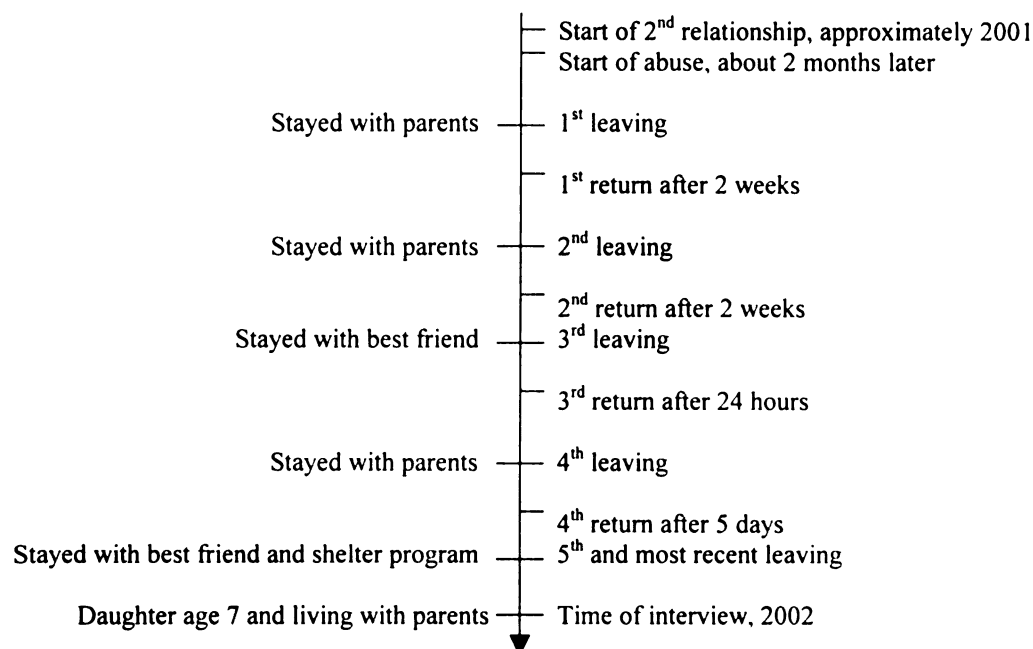 Start of 2nd relationship, approximately 2001
Start of abuse, about 2 months later
Stayed with parents 1st leaving
1st return after 2 weeks
Stayed with parents 2nd leaving
2nd return after 2 weeks
Stayed with best friend 3rd leaving
3rd return after 24 hours
Stayed with parents 4th leaving
4th return after 5 days
Stayed with best friend and shelter program 5th and most recent leaving
Daughter age 7 and living with parents Time of interview, 2002